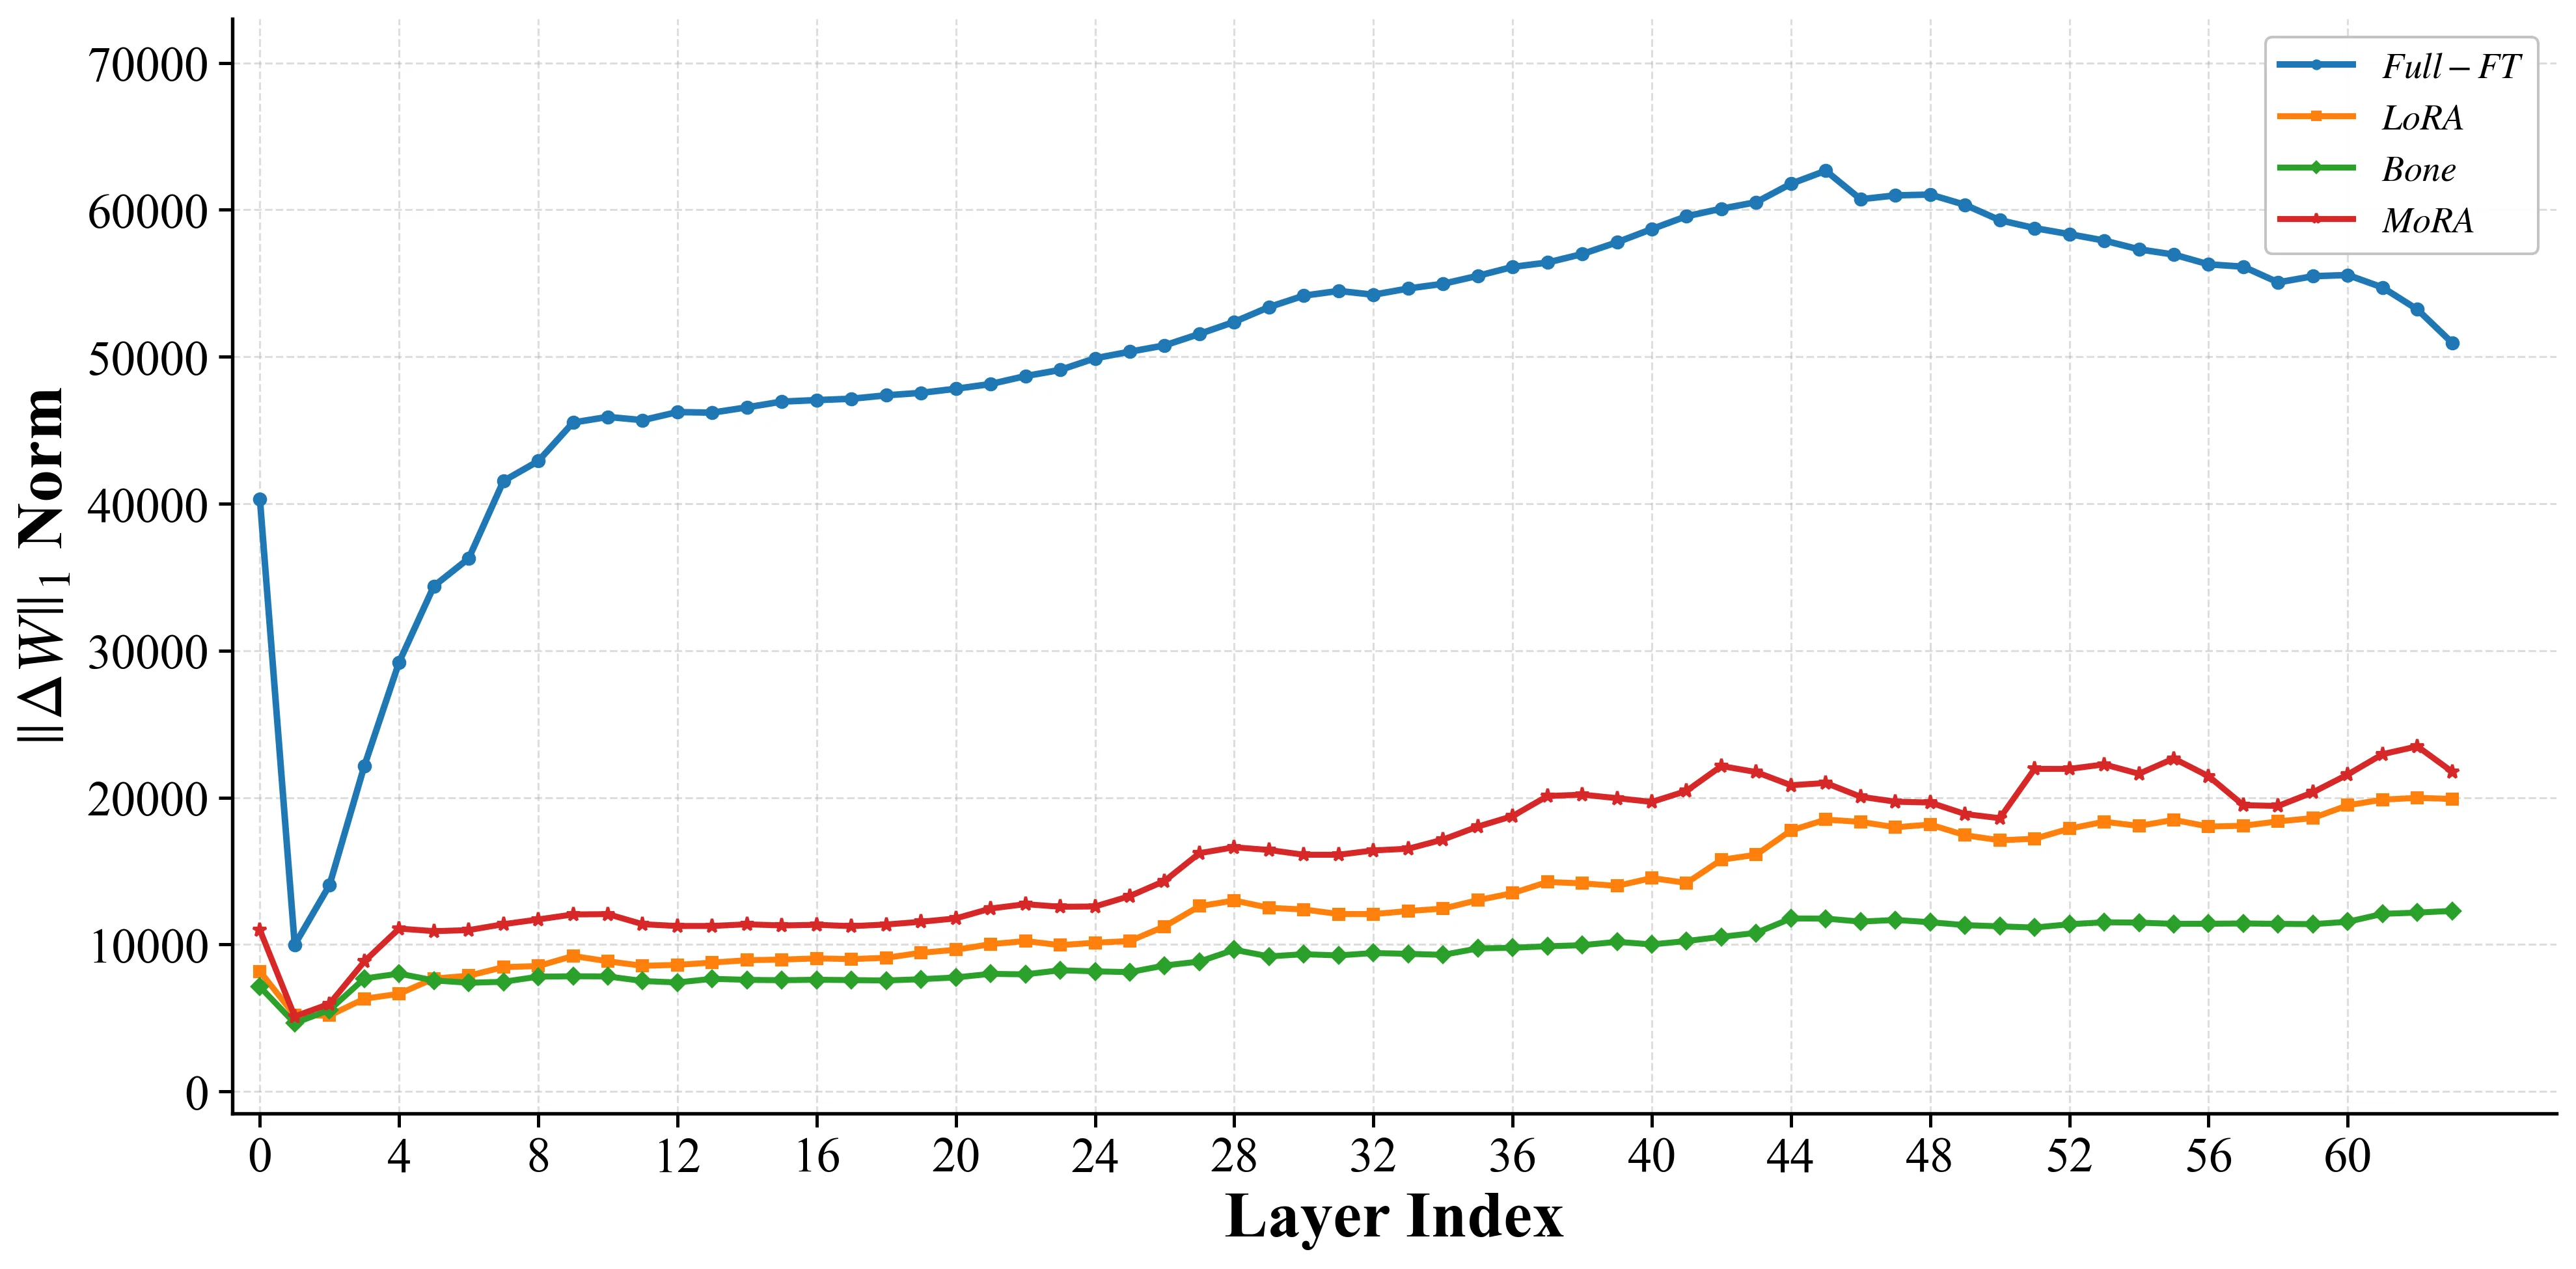 70000
60000
50000
40000
30000
20000
10000
0
||ΔW||₁ Norm
0 4 8 12 16 20 24 28 32 36 40 44 48 52 56 60
Layer Index
Full − FT
LoRA
Bone
MoRA